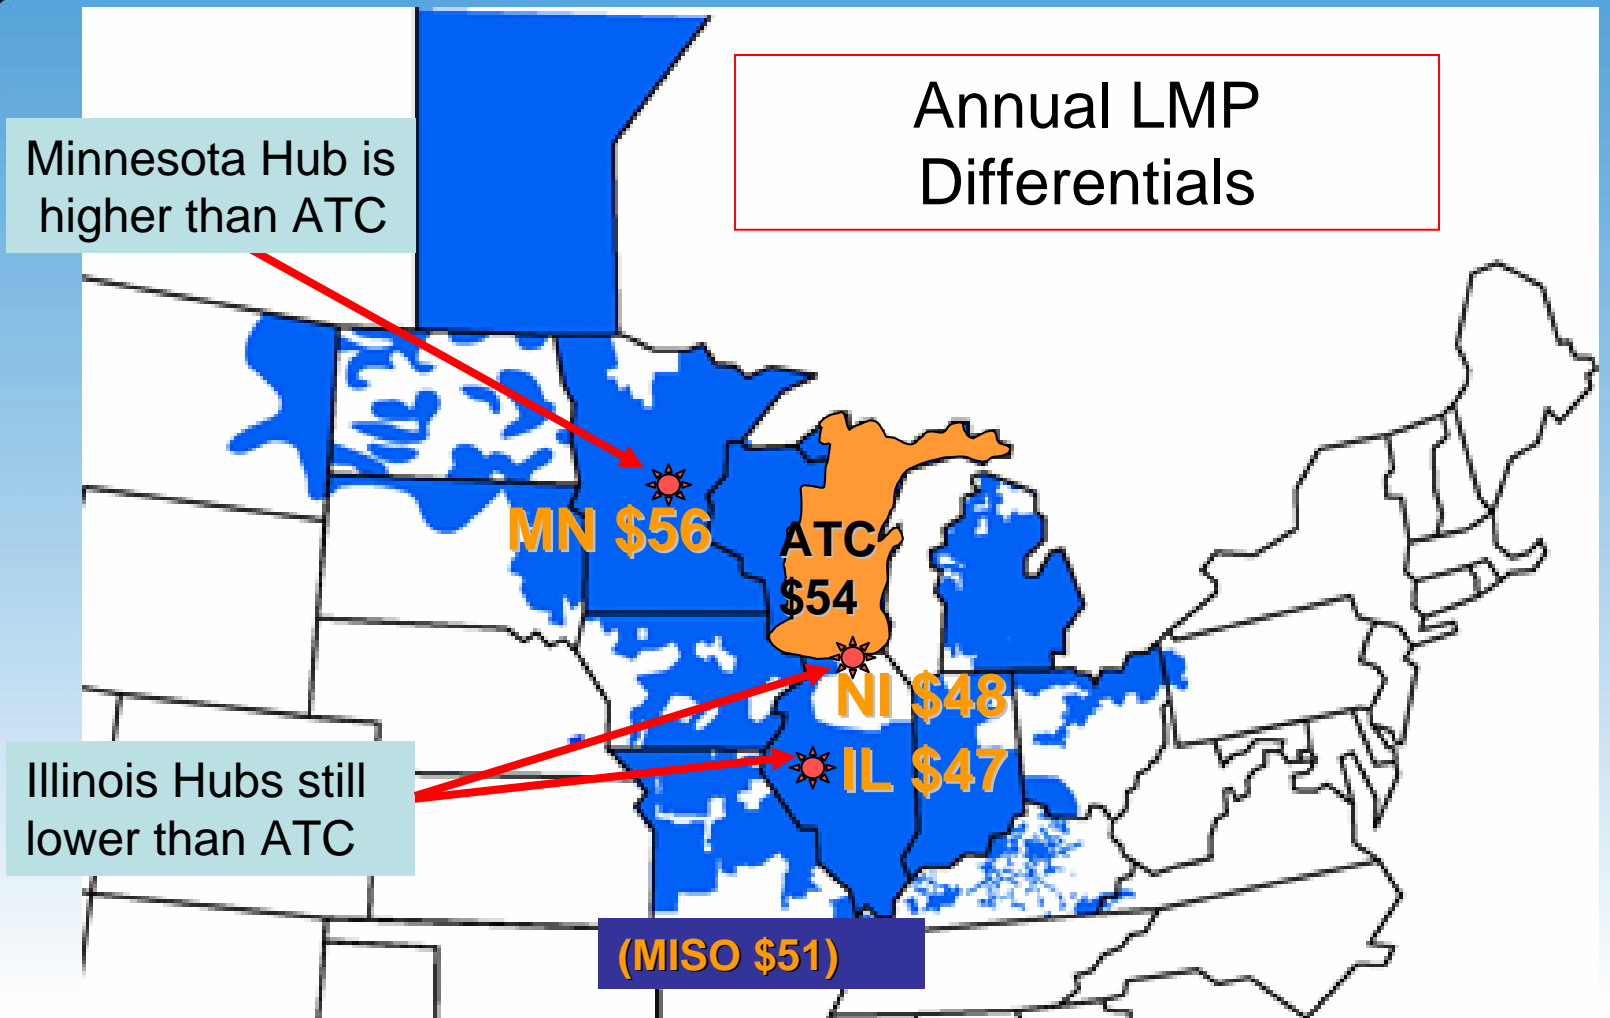 Annual LMP
Differentials
Minnesota Hub is
higher than ATC
MN $56
ATC
$54
NI $48
IL $47
Illinois Hubs still
lower than ATC
(MISO $51)